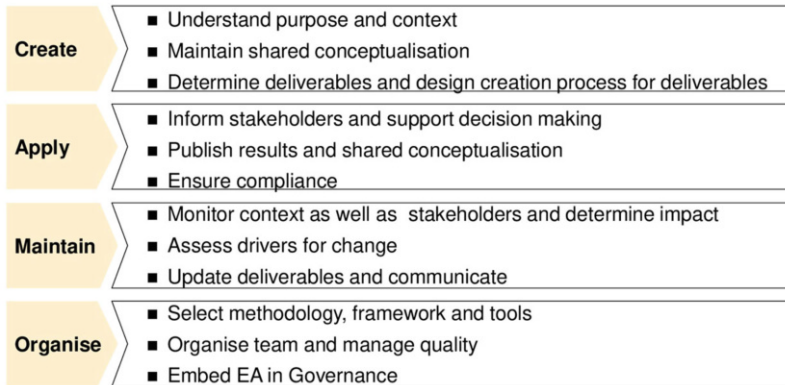 Create
■ Understand purpose and context
■ Maintain shared conceptualisation
■ Determine deliverables and design creation process for deliverables
Apply
■ Inform stakeholders and support decision making
■ Publish results and shared conceptualisation
■ Ensure compliance
Maintain
■ Monitor context as well as stakeholders and determine impact
■ Assess drivers for change
■ Update deliverables and communicate
Organise
■ Select methodology, framework and tools
■ Organise team and manage quality
■ Embed EA in Governance